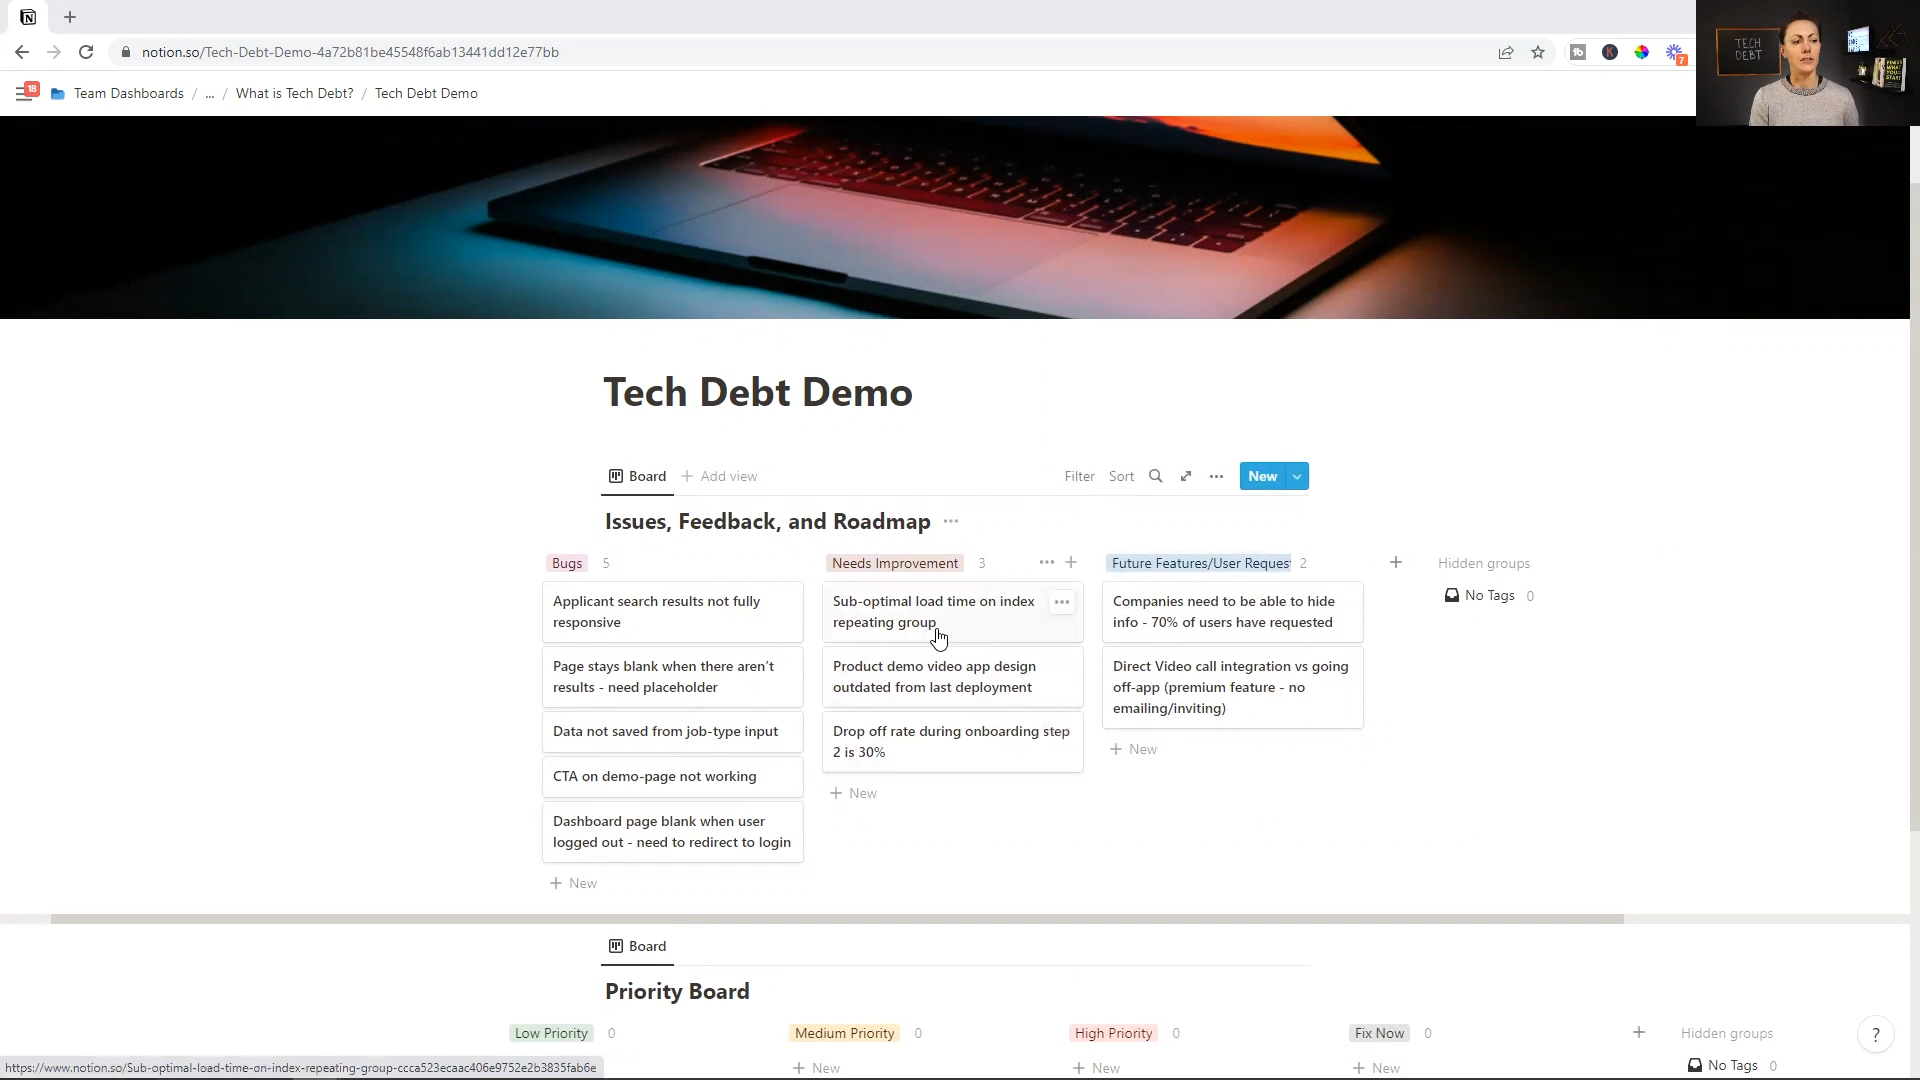 notion.so/Tech-Debt-Demo-4a72b81be45548f6ab13441dd12e77bb
K
7
TECH
DEBT
18
Team Dashboards / ... / What is Tech Debt? / Tech Debt Demo
Tech Debt Demo
Board + Add view Filter Sort ... New
Issues, Feedback, and Roadmap ...
Bugs 5
Applicant search results not fully
responsive
Page stays blank when there aren't
results - need placeholder
Data not saved from job-type input
CTA on demo-page not working
Dashboard page blank when user
logged out - need to redirect to login
+ New
Needs Improvement 3 ... +
Sub-optimal load time on index
repeating group
Product demo video app design
outdated from last deployment
Drop off rate during onboarding step
2 is 30%
+ New
Future Features/User Reques 2
Companies need to be able to hide
info - 70% of users have requested
Direct Video call integration vs going
off-app (premium feature - no
emailing/inviting)
+ New
+
Hidden groups
No Tags 0
Board
Priority Board
Low Priority 0
Medium Priority 0
+ New
High Priority 0
+ New
Fix Now 0
+ New
+
Hidden groups
No Tags 0
?
https://www.notion.so/Sub-optimal-load-time-on-index-repeating-group-ccca523ecaac406e9752e2b3835fab6e